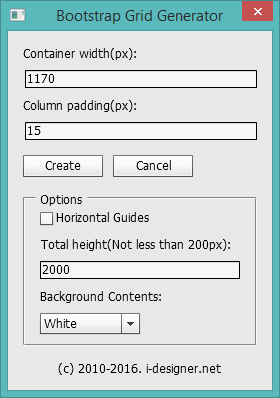 Bootstrap Grid Generator
Container width(px):
1170
Column padding(px):
15
Create Cancel
Options
Horizontal Guides
Total height(Not less than 200px):
2000
Background Contents:
White
(c) 2010-2016. i-designer.net